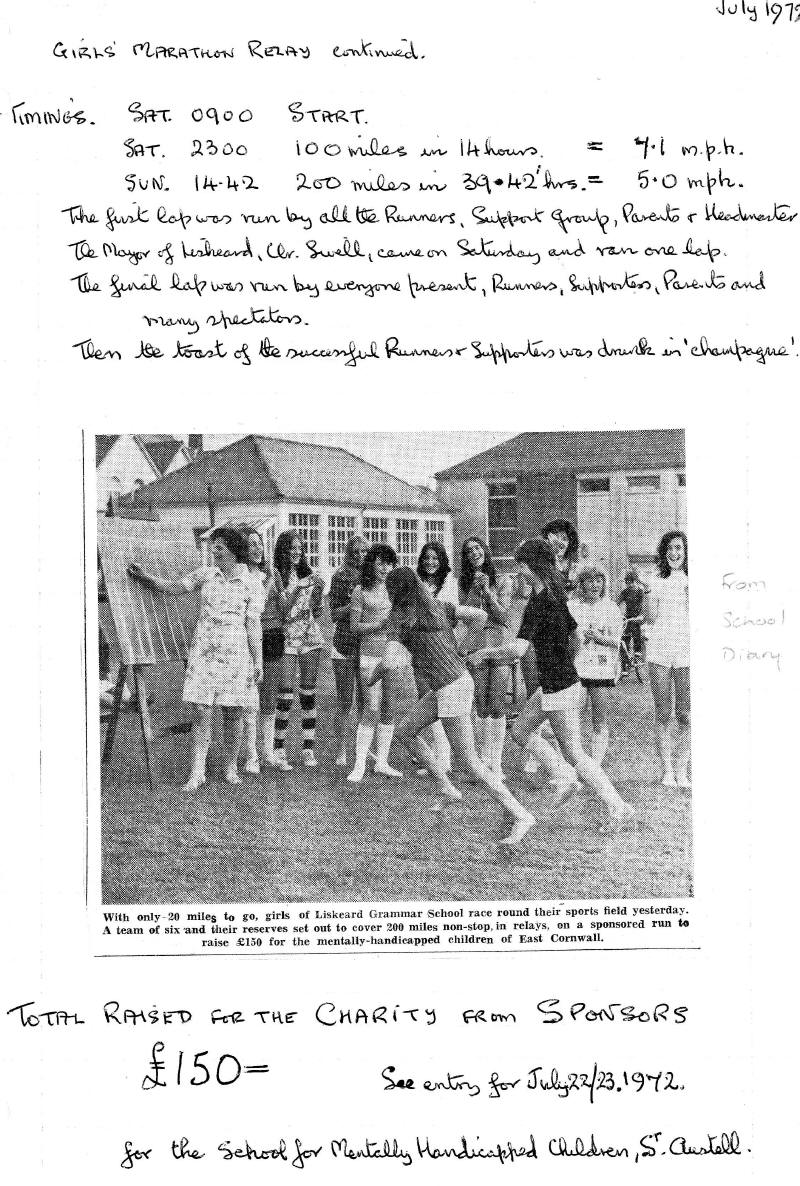 July 1972
GIRLS' MARATHON RELAY continued.
TIMINGS. SAT. 0900 START.
SAT. 2300 100 miles in 14 hours. = 7.1 m.p.h.
SUN. 14-42 200 miles in 39•42' hrs. = 5.0 mph.
The first lap was run by all the Runners, Support Group, Parents & Headmaster
The Mayor of Liskeard, Clr. Swell, came on Saturday and ran one lap.
The final lap was run by everyone present, Runners, Supporters, Parents and
many spectators.
Then the toast of the successful Runners & Supporters was drunk in 'champagne'.
From
School
Diary
With only 20 miles to go, girls of Liskeard Grammar School race round their sports field yesterday.
A team of six and their reserves set out to cover 200 miles non-stop, in relays, on a sponsored run to
raise £150 for the mentally-handicapped children of East Cornwall.
TOTAL RAISED FOR THE CHARITY FROM SPONSORS
£150=
See entry for July 22/23. 1972.
for the School for Mentally Handicapped Children, St. Austell.